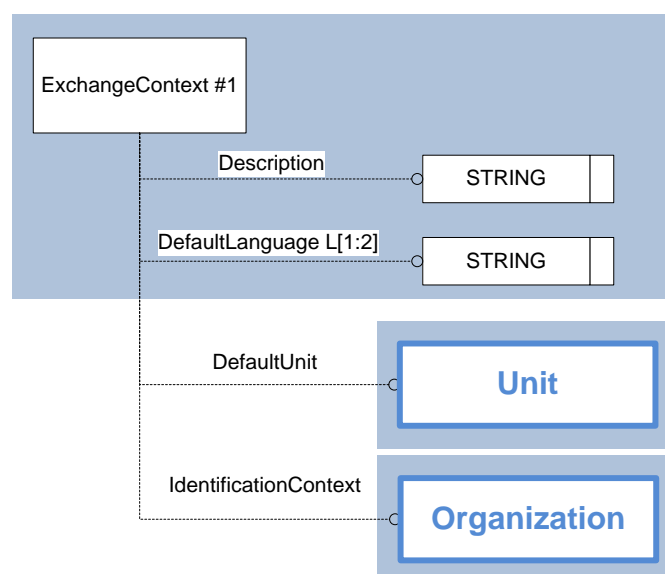 ExchangeContext #1
Description
STRING
DefaultLanguage L[1:2]
STRING
DefaultUnit
Unit
IdentificationContext
Organization